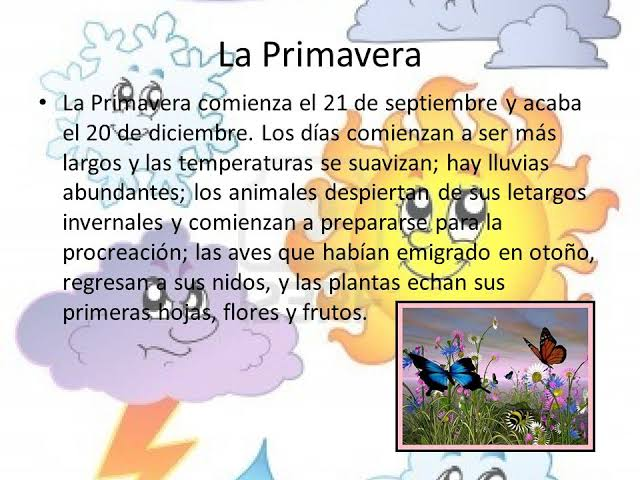 La Primavera
• La Primavera comienza el 21 de septiembre y acaba
el 20 de diciembre. Los días comienzan a ser más
largos y las temperaturas se suavizan; hay lluvias
abundantes; los animales despiertan de sus letargos
invernales y comienzan a prepararse para la
procreación; las aves que habían emigrado en otoño,
regresan a sus nidos, y las plantas echan sus
primeras hojas, flores y frutos.